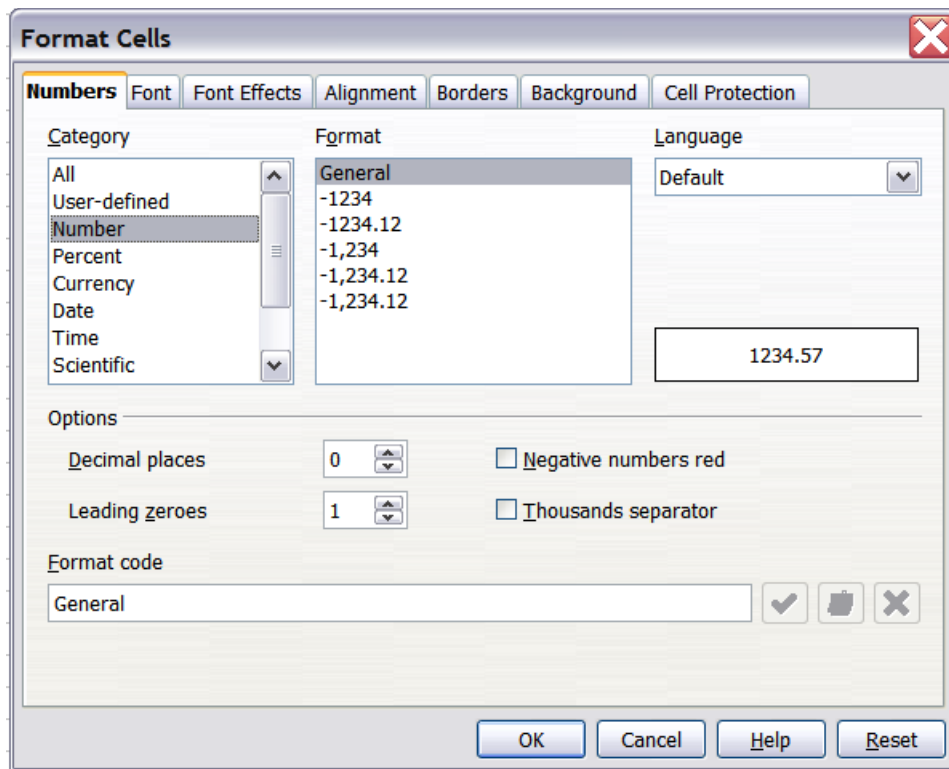 Format Cells
Numbers Font Font Effects Alignment Borders Background Cell Protection
Category
All
User-defined
Number
Percent
Currency
Date
Time
Scientific
Format
General
-1234
-1234.12
-1,234
-1,234.12
-1,234.12
Language
Default
1234.57
Options
Decimal places 0 Negative numbers red
Leading zeroes 1 Thousands separator
Format code
General
OK Cancel Help Reset